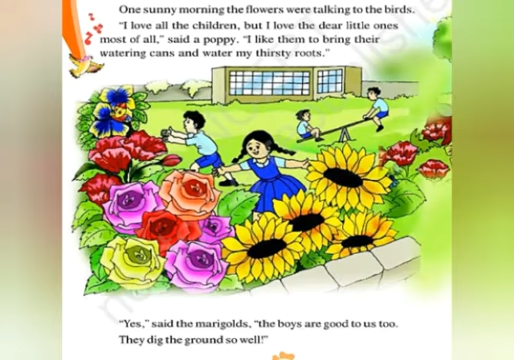 One sunny morning the flowers were talking to the birds.
“I love all the children, but I love the dear little ones
most of all,” said a poppy. “I like them to bring their
watering cans and water my thirsty roots.”
“Yes,” said the marigolds, “the boys are good to us too.
They dig the ground so well!”